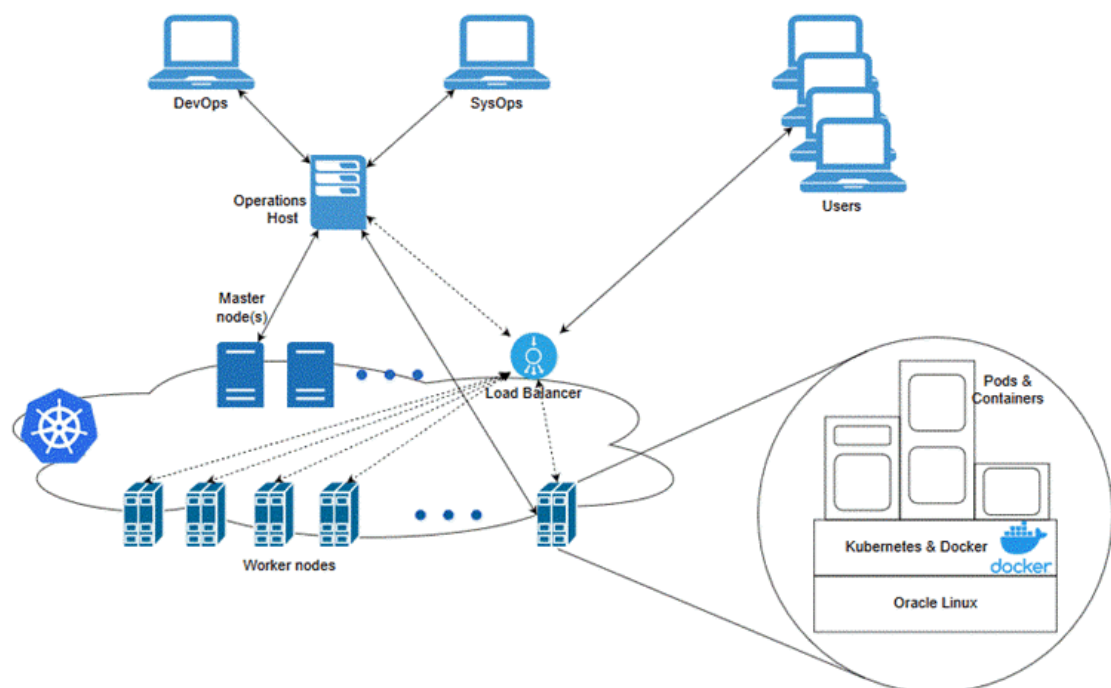 DevOps
SysOps
Users
Operations
Host
Master
node(s)
Load Balancer
Worker nodes
Pods &
Containers
Kubernetes & Docker
docker
Oracle Linux